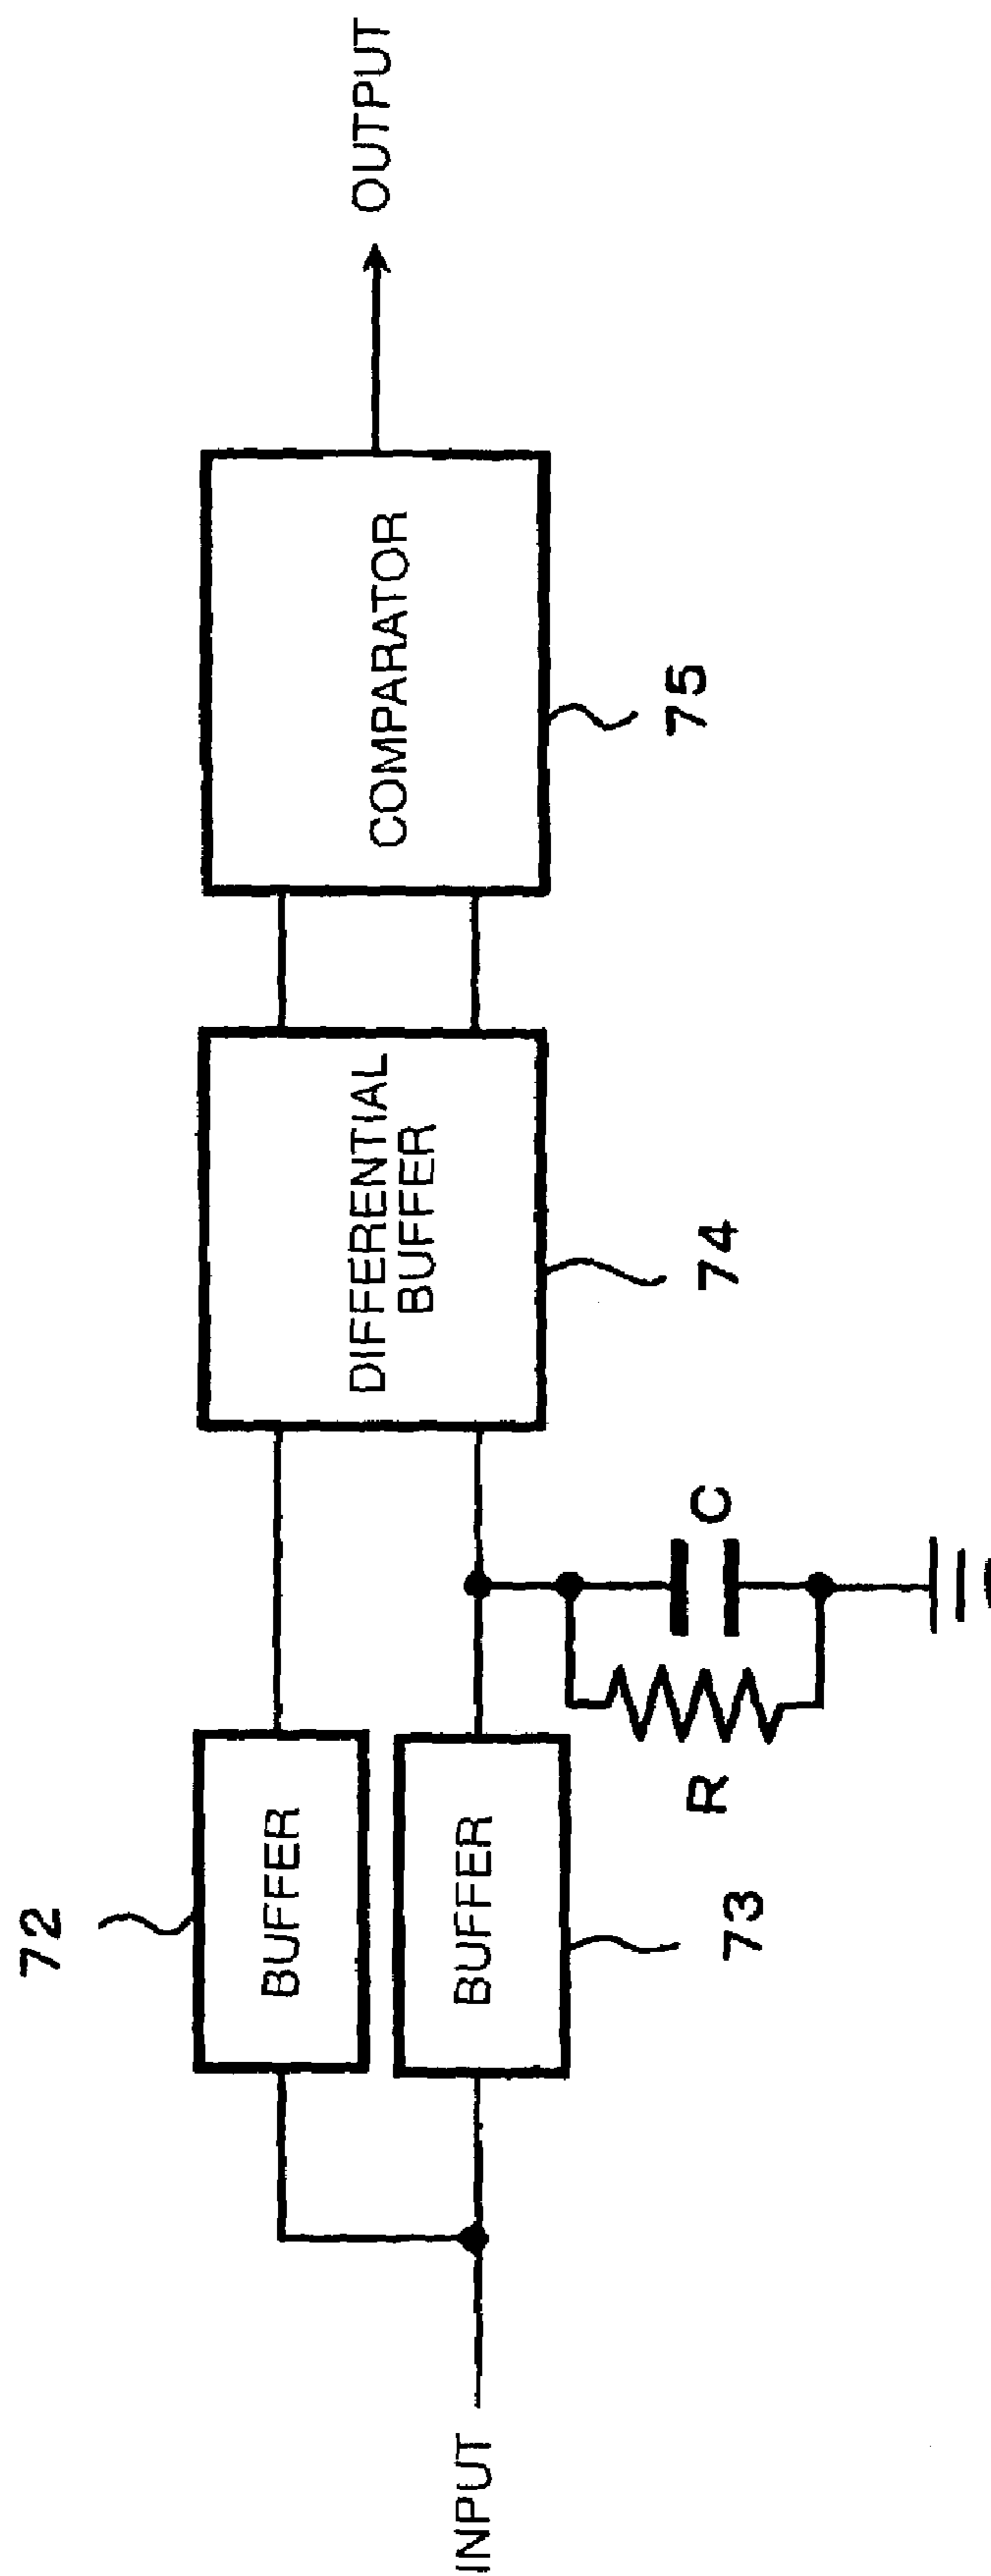 INPUT
72
BUFFER
BUFFER
73
R
C
DIFFERENTIAL
BUFFER
74
COMPARATOR
75
OUTPUT